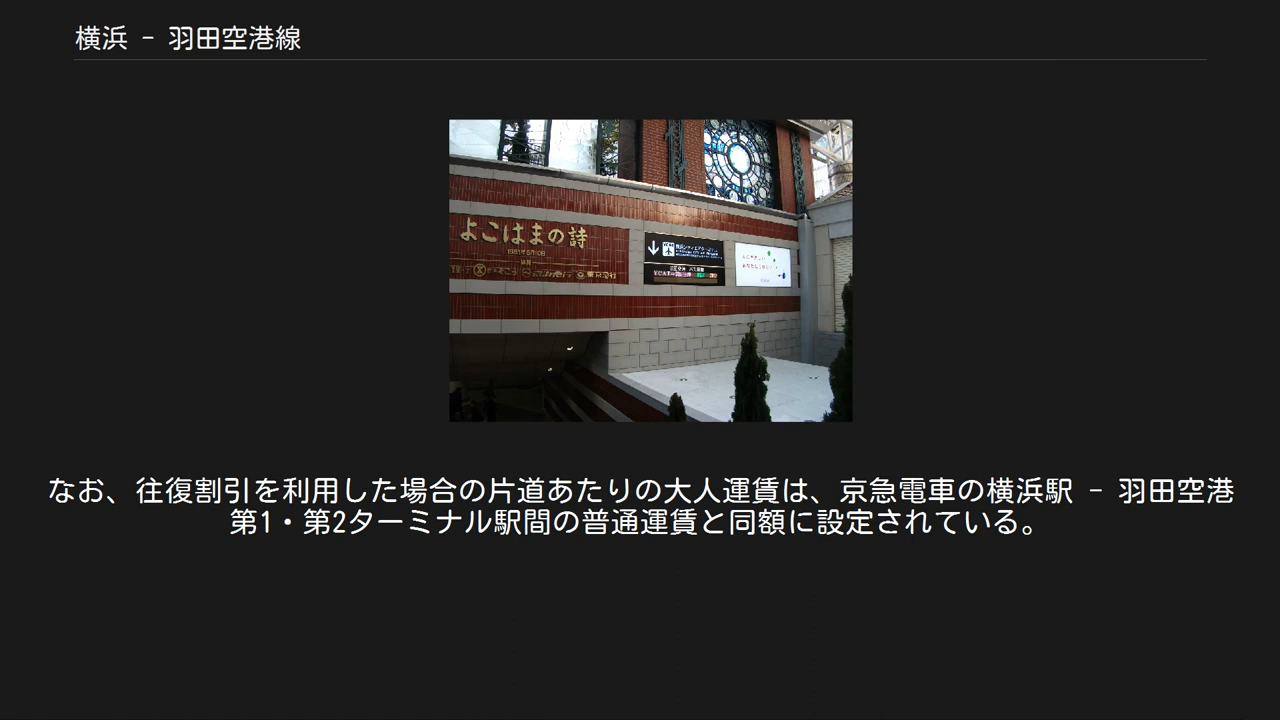 横浜 - 羽田空港線
よこはまの詩
なお、往復割引を利用した場合の片道あたりの大人運賃は、京急電車の横浜駅 - 羽田空港
第1・第2ターミナル駅間の普通運賃と同額に設定されている。